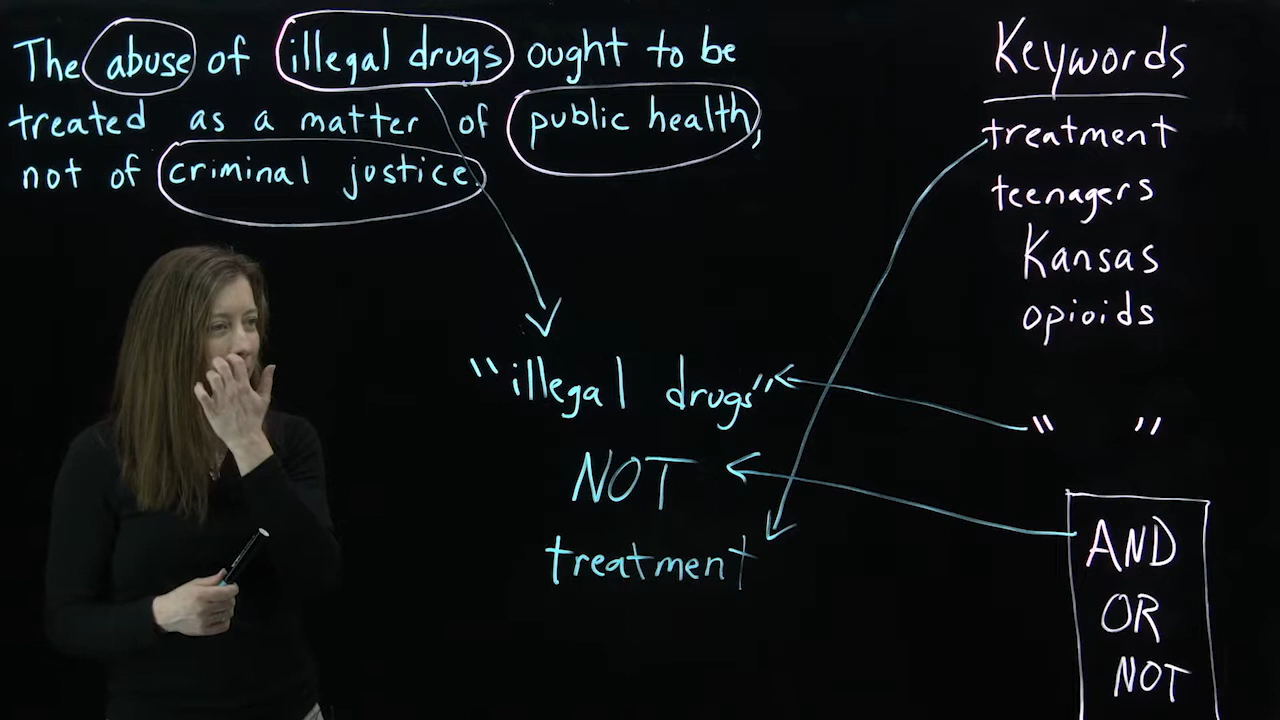 The abuse of illegal drugs ought to be
treated as a matter of public health,
not of criminal justice.
Keywords
treatment
teenagers
Kansas
opioids
" "
AND
OR
NOT
"illegal drugs"
NOT
treatment